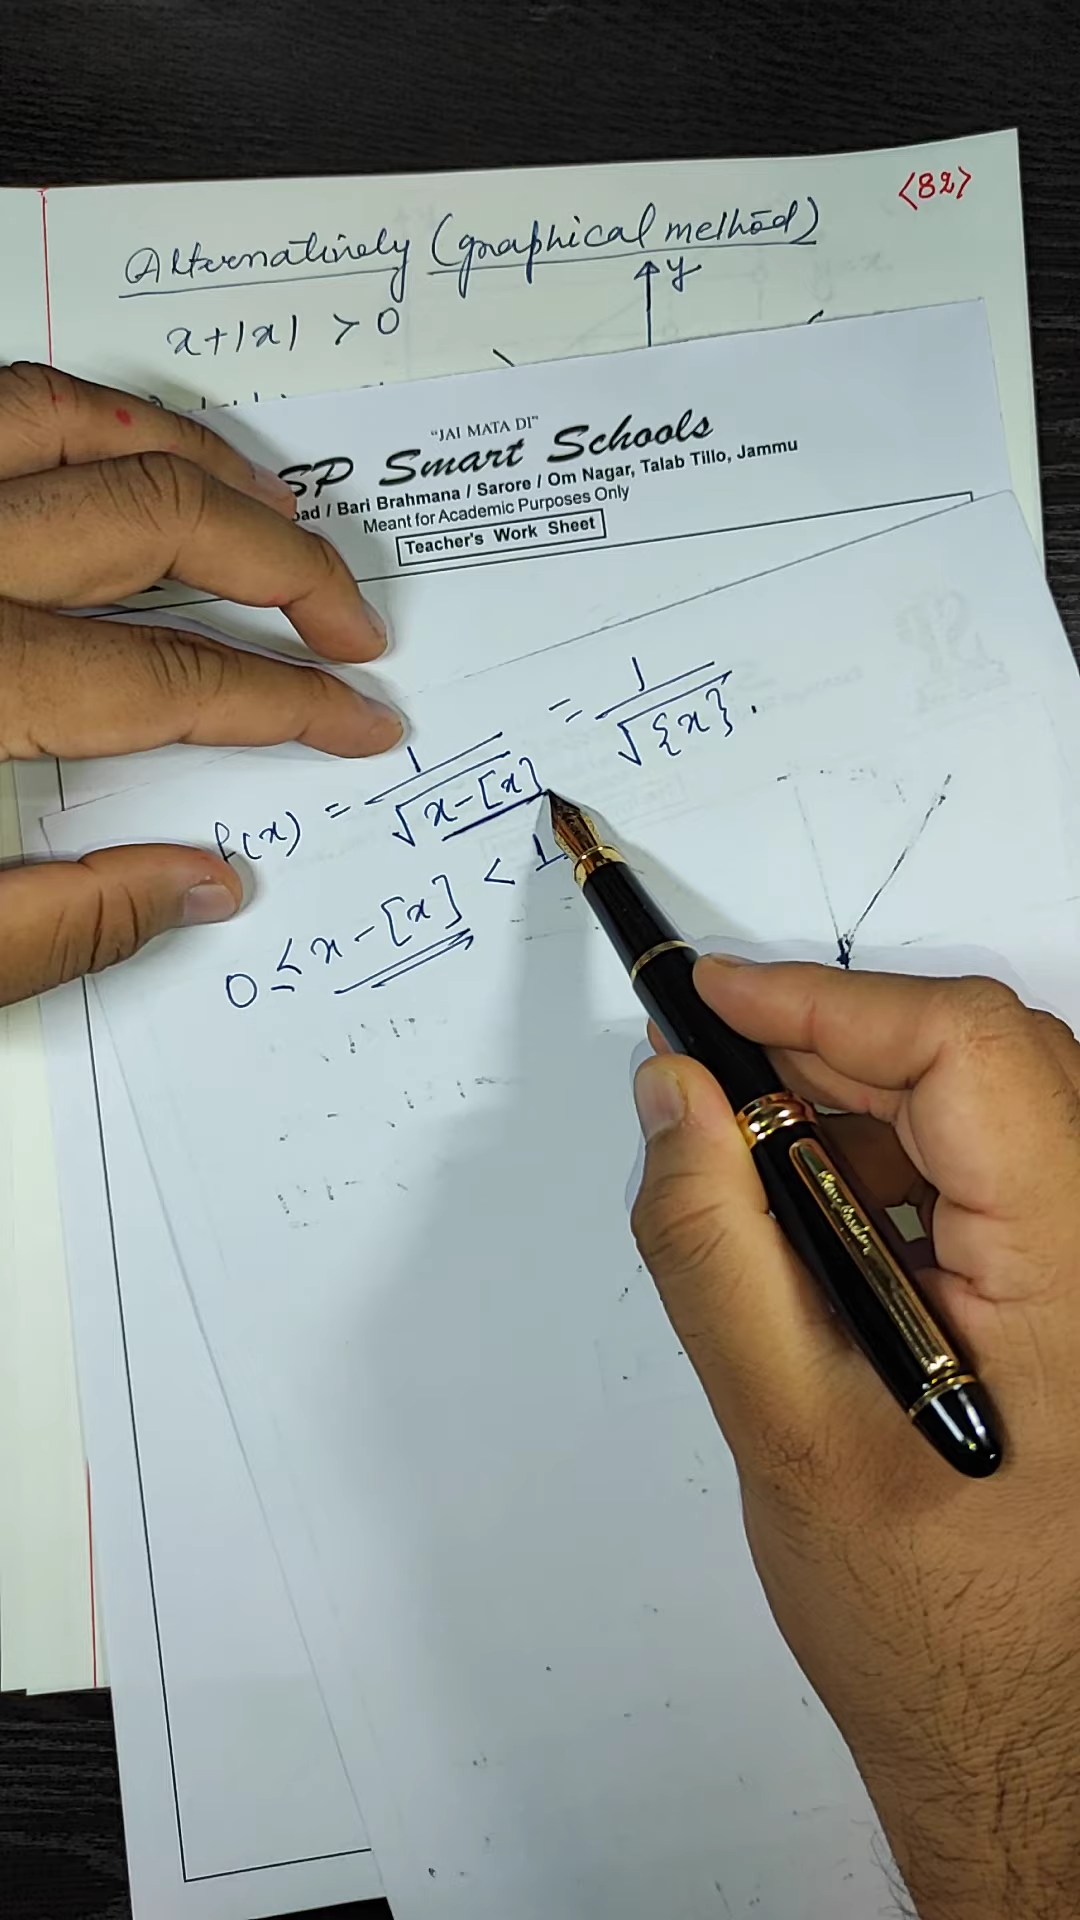 <82>
Alternatively (graphical method)
x+|x| > 0
y
"JAI MATA DI"
SP Smart Schools
/ Bari Brahmana / Sarore / Om Nagar, Talab Tillo, Jammu
Meant for Academic Purposes Only
Teacher's Work Sheet
f(x) = 1/√x-[x] = 1/√{x}.
0 ≤ x-[x] < 1